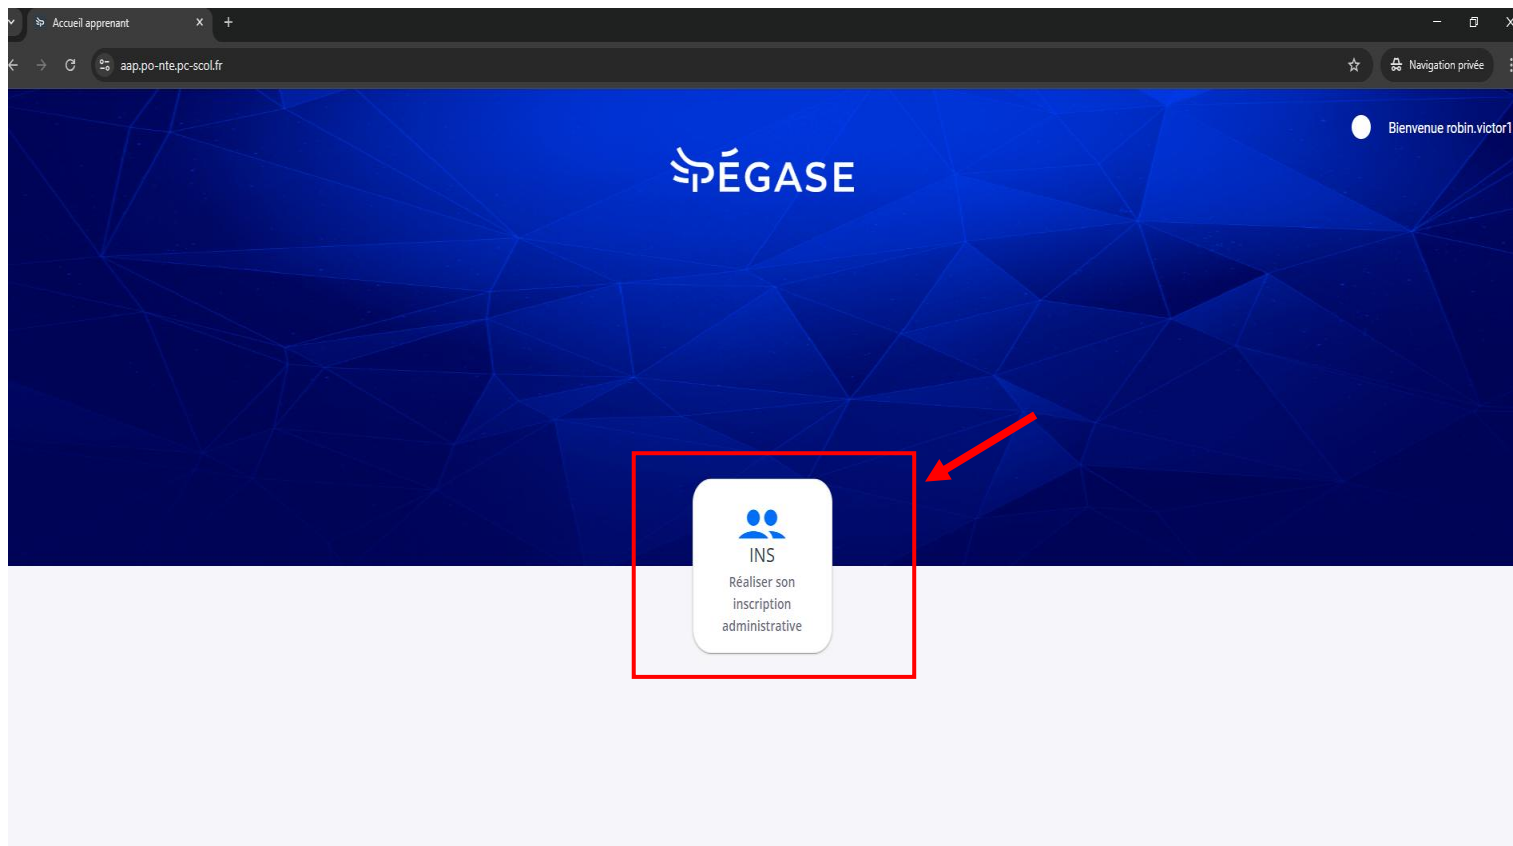 Accueil apprenant
aap.po-nte.pc-scol.fr
Navigation privée
Bienvenue robin.victor1
PÉGASE
INS
Réaliser son
inscription
administrative